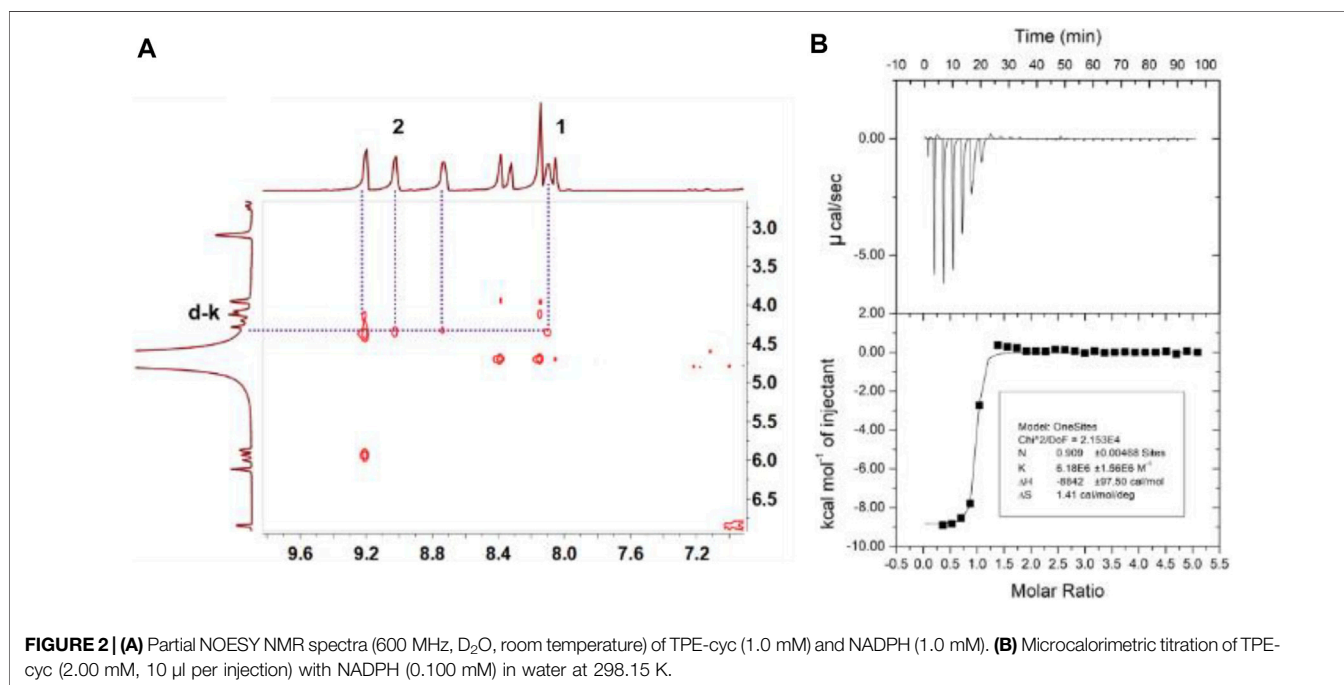 A
2
1
d-k
3.0
3.5
4.0
4.5
5.0
5.5
6.0
6.5
9.6 9.2 8.8 8.4 8.0 7.6 7.2
B
Time (min)
-10 0 10 20 30 40 50 60 70 80 90 100
0.00
-5.00
µ cal/sec
2.00
0.00
-2.00
-4.00
-6.00
-8.00
-10.00
kcal mol⁻¹ of injectant
Model: OneSites
Chi^2/DoF = 2.153E4
N 0.909 ±0.00468 Sites
K 6.18E6 ±1.56E6 M⁻¹
ΔH -8842 ±97.50 cal/mol
ΔS 1.41 cal/mol/deg
-0.5 0.0 0.5 1.0 1.5 2.0 2.5 3.0 3.5 4.0 4.5 5.0 5.5
Molar Ratio
FIGURE 2 | (A) Partial NOESY NMR spectra (600 MHz, D₂O, room temperature) of TPE-cyc (1.0 mM) and NADPH (1.0 mM). (B) Microcalorimetric titration of TPE-
cyc (2.00 mM, 10 µl per injection) with NADPH (0.100 mM) in water at 298.15 K.